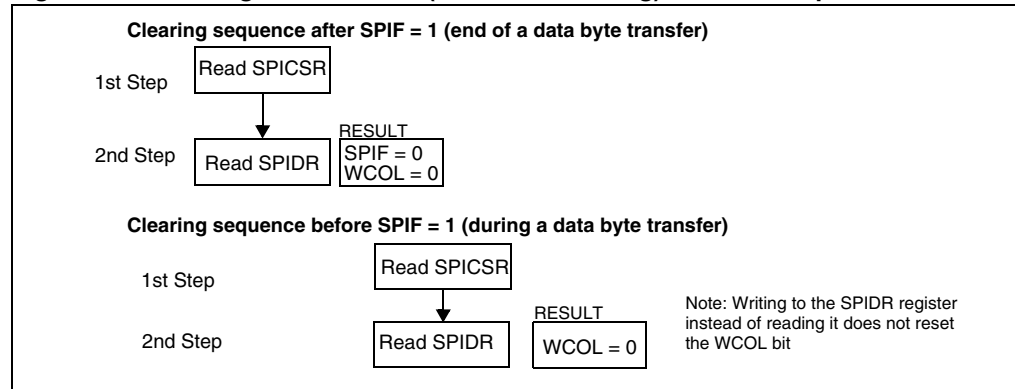 Clearing sequence after SPIF = 1 (end of a data byte transfer)
1st Step
Read SPICSR
2nd Step
Read SPIDR
RESULT
SPIF = 0
WCOL = 0
Clearing sequence before SPIF = 1 (during a data byte transfer)
1st Step
Read SPICSR
2nd Step
Read SPIDR
RESULT
WCOL = 0
Note: Writing to the SPIDR register
instead of reading it does not reset
the WCOL bit